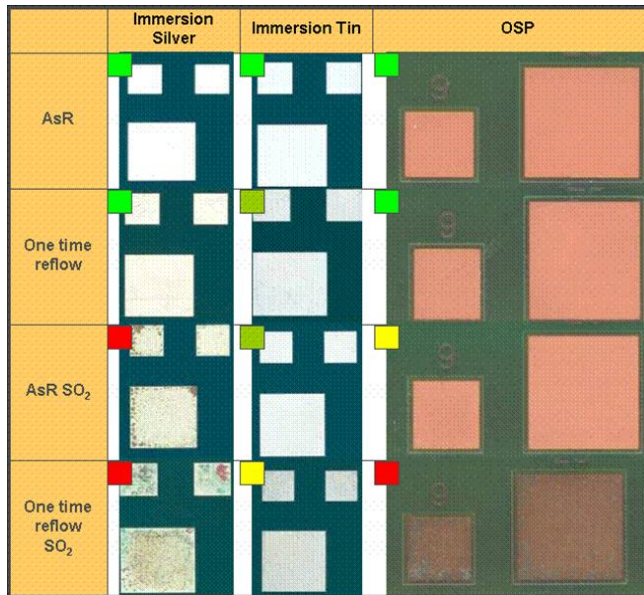 Immersion
Silver
Immersion Tin
OSP
AsR
9
One time
reflow
9
AsR SO₂
9
One time
reflow
SO₂
9